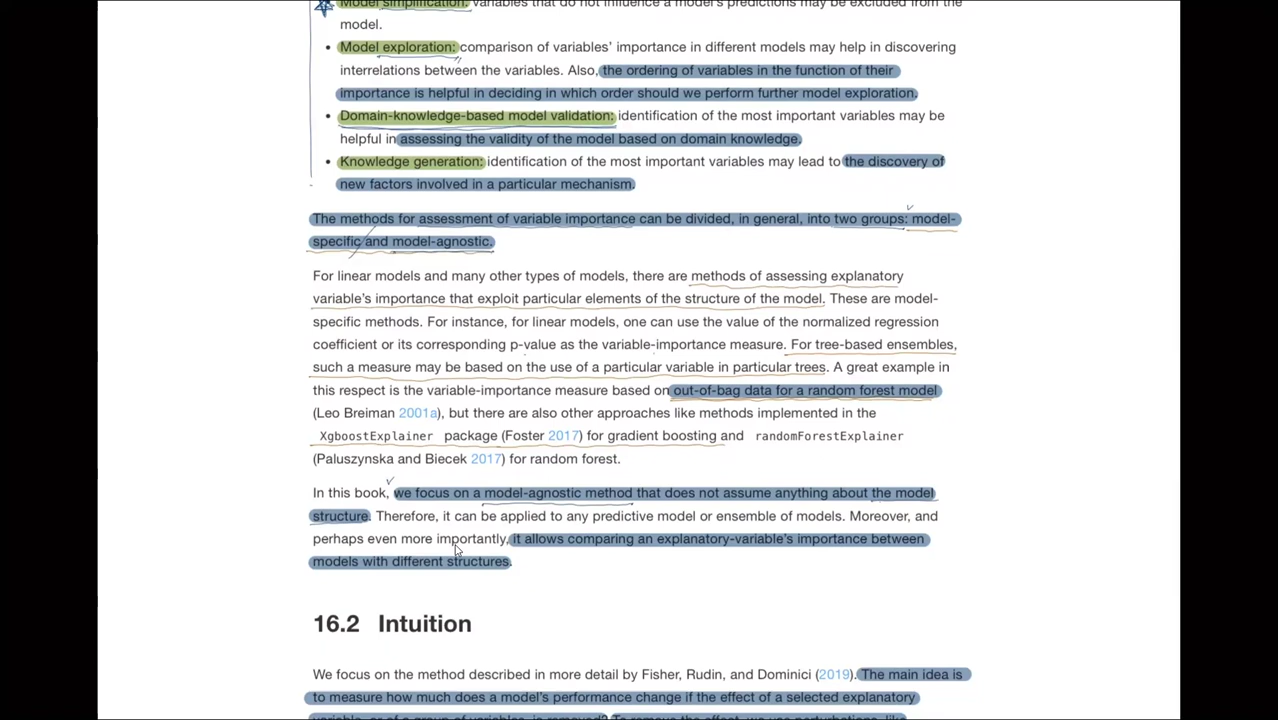 Model simplification: variables that do not influence a model's predictions may be excluded from the
model.
• Model exploration: comparison of variables' importance in different models may help in discovering
interrelations between the variables. Also, the ordering of variables in the function of their
importance is helpful in deciding in which order should we perform further model exploration.
• Domain-knowledge-based model validation: identification of the most important variables may be
helpful in assessing the validity of the model based on domain knowledge.
• Knowledge generation: identification of the most important variables may lead to the discovery of
new factors involved in a particular mechanism.
The methods for assessment of variable importance can be divided, in general, into two groups: model-
specific and model-agnostic.
For linear models and many other types of models, there are methods of assessing explanatory
variable's importance that exploit particular elements of the structure of the model. These are model-
specific methods. For instance, for linear models, one can use the value of the normalized regression
coefficient or its corresponding p-value as the variable-importance measure. For tree-based ensembles,
such a measure may be based on the use of a particular variable in particular trees. A great example in
this respect is the variable-importance measure based on out-of-bag data for a random forest model
(Leo Breiman 2001a), but there are also other approaches like methods implemented in the
XgboostExplainer package (Foster 2017) for gradient boosting and randomForestExplainer
(Paluszynska and Biecek 2017) for random forest.
In this book, we focus on a model-agnostic method that does not assume anything about the model
structure. Therefore, it can be applied to any predictive model or ensemble of models. Moreover, and
perhaps even more importantly, it allows comparing an explanatory-variable's importance between
models with different structures.
16.2 Intuition
We focus on the method described in more detail by Fisher, Rudin, and Dominici (2019). The main idea is
to measure how much does a model's performance change if the effect of a selected explanatory
variable, or of a group of variables, is removed? To remove the effect, we use perturbations, like